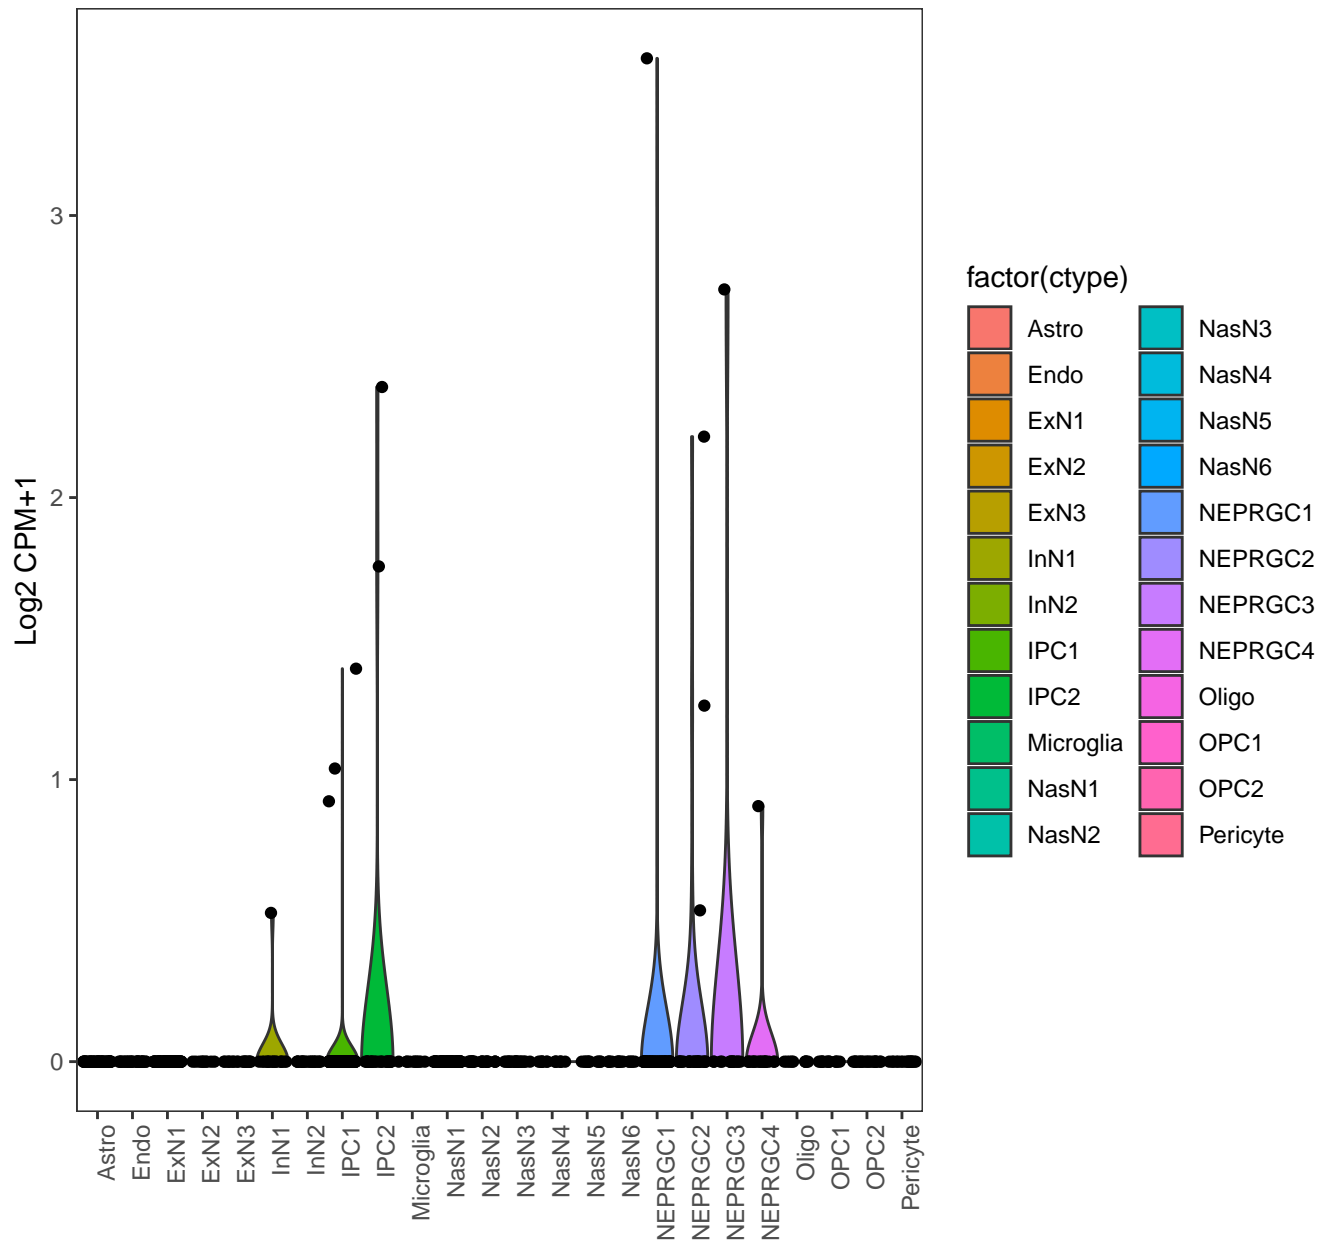 3
2
1
0
Log2 CPM+1
Astro
Endo
ExN1
ExN2
ExN3
InN1
InN2
IPC1
IPC2
Microglia
NasN1
NasN2
NasN3
NasN4
NasN5
NasN6
NEPRGC1
NEPRGC2
NEPRGC3
NEPRGC4
Oligo
OPC1
OPC2
Pericyte
factor(ctype)
Astro
Endo
ExN1
ExN2
ExN3
InN1
InN2
IPC1
IPC2
Microglia
NasN1
NasN2
NasN3
NasN4
NasN5
NasN6
NEPRGC1
NEPRGC2
NEPRGC3
NEPRGC4
Oligo
OPC1
OPC2
Pericyte